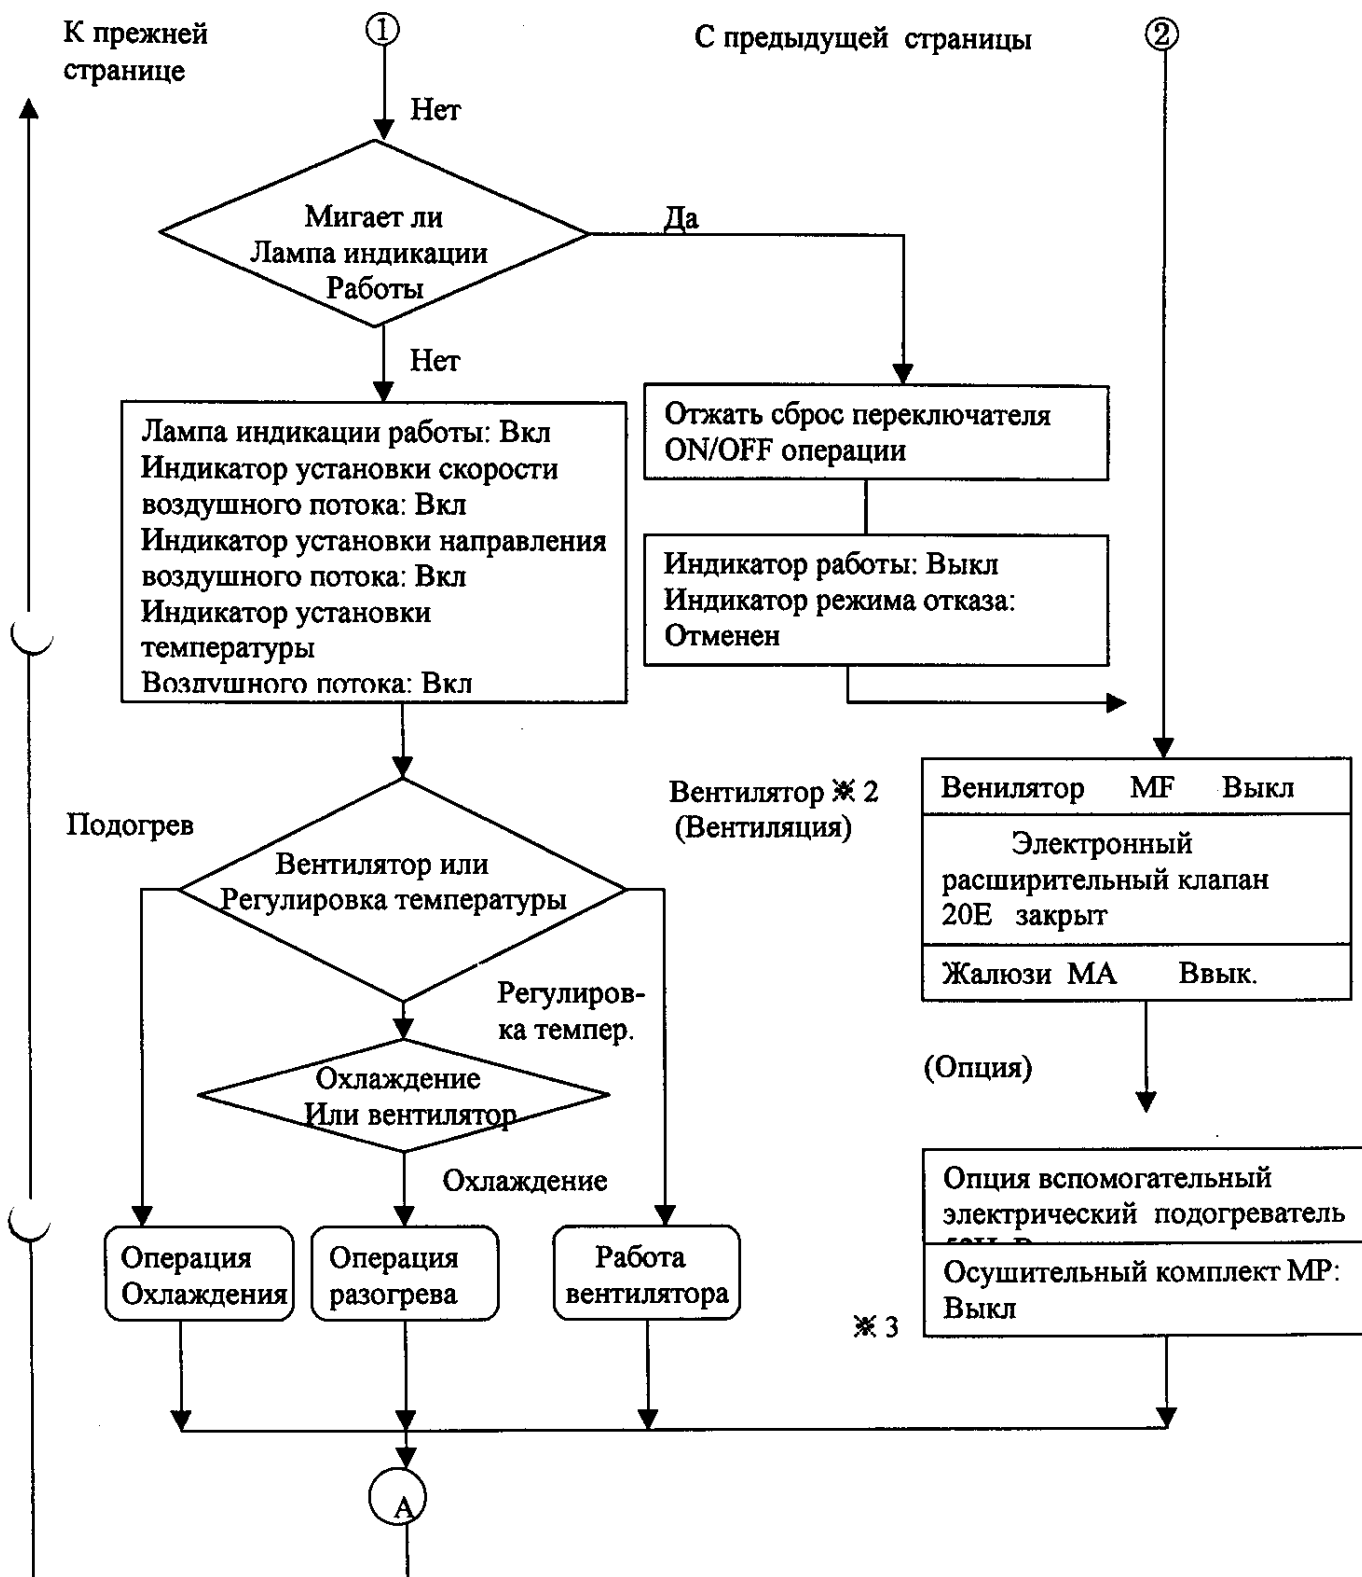 К прежней
странице
①
С предыдущей страницы
②
Нет
Мигает ли
Лампа индикации
Работы
Да
Нет
Лампа индикации работы: Вкл
Индикатор установки скорости
воздушного потока: Вкл
Индикатор установки направления
воздушного потока: Вкл
Индикатор установки
температуры
Воздушного потока: Вкл
Отжать сброс переключателя
ON/OFF операции
Индикатор работы: Выкл
Индикатор режима отказа:
Отменен
Подогрев
Вентилятор или
Регулировка температуры
Вентилятор ※ 2
(Вентиляция)
Венилятор MF Выкл
Электронный
расширительный клапан
20E закрыт
Жалюзи MA Ввык.
Регулиров-
ка темпер.
Охлаждение
Или вентилятор
(Опция)
Охлаждение
Опция вспомогательный
электрический подогреватель
Осушительный комплект MP:
Выкл
※ 3
Операция
Охлаждения
Операция
разогрева
Работа
вентилятора
A